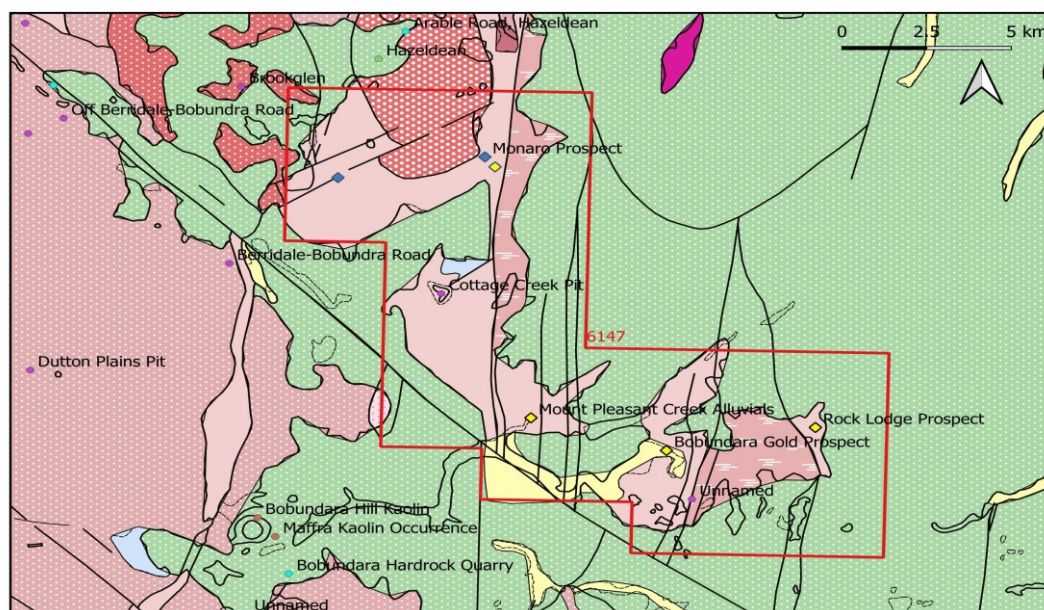 Arable Road, Hazeldean
0 2.5 5 km
Hazeldean
Brookglen
Off Berridale-Bobundra Road
Monaro Prospect
Berridale-Bobundra Road
Cottage Creek Pit
6147
Dutton Plains Pit
Mount Pleasant Creek Alluvials
Rock Lodge Prospect
Bobundara Gold Prospect
Unnamed
Bobundara Hill Kaolin
Maffra Kaolin Occurrence
Bobundara Hardrock Quarry
Unnamed